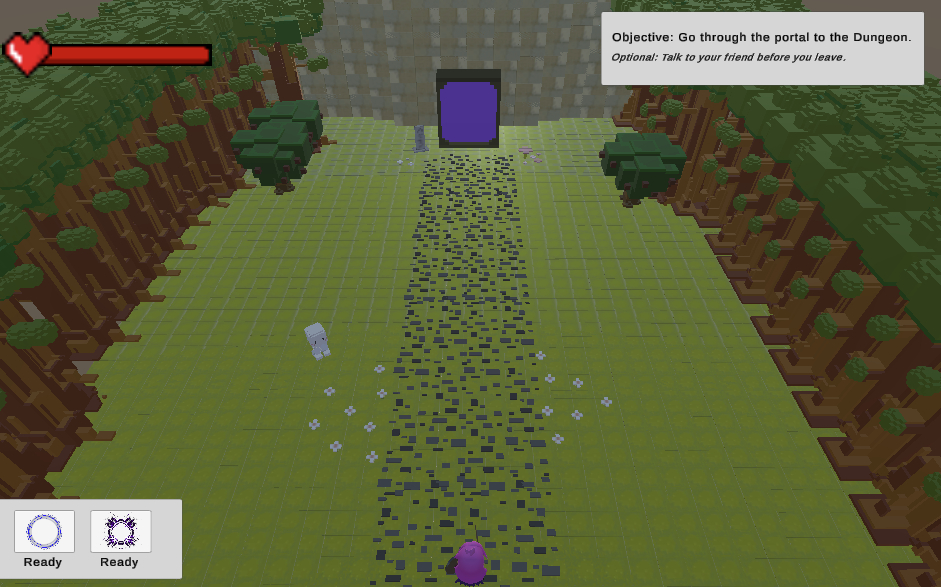 Objective: Go through the portal to the Dungeon.
Optional: Talk to your friend before you leave.
Ready
Ready